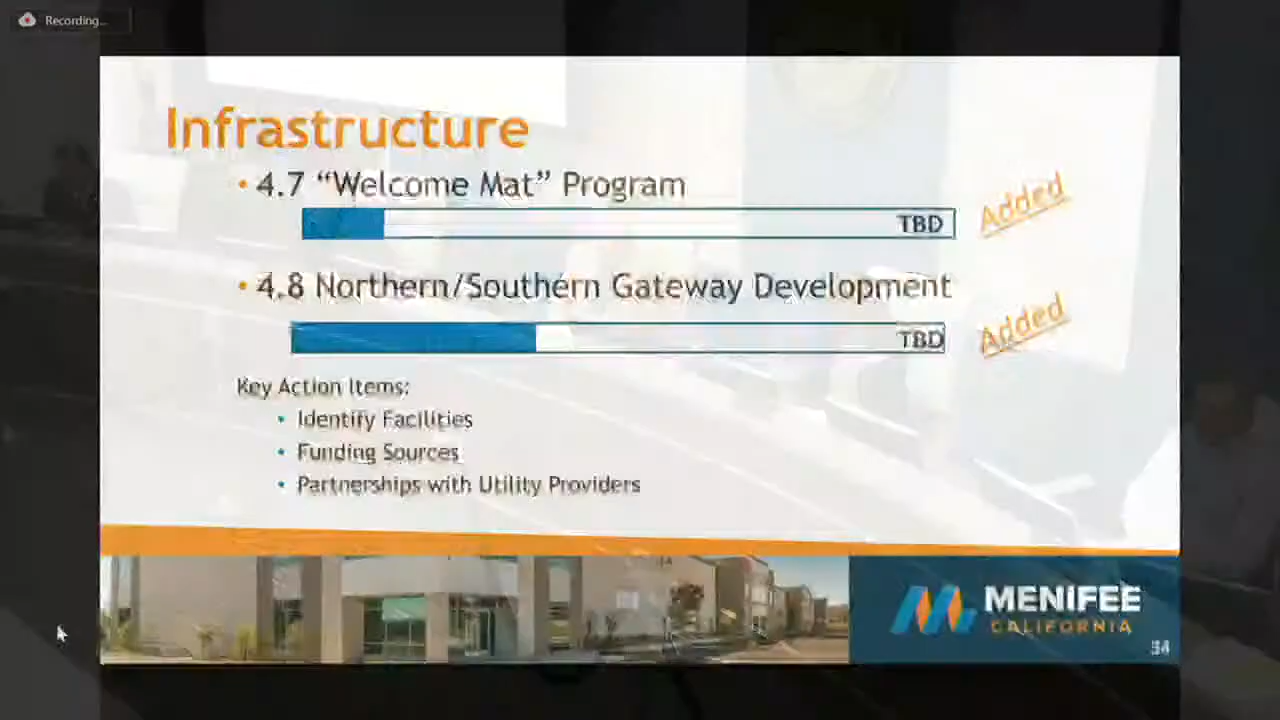 Recording...
Infrastructure
• 4.7 “Welcome Mat” Program
TBD
Added
• 4.8 Northern/Southern Gateway Development
TBD
Added
Key Action Items:
• Identify Facilities
• Funding Sources
• Partnerships with Utility Providers
MENIFEE
CALIFORNIA
34